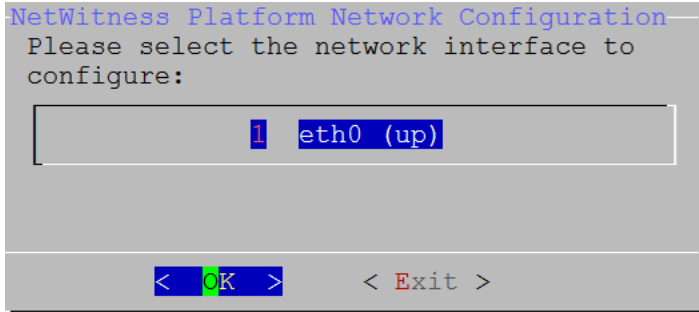 NetWitness Platform Network Configuration
Please select the network interface to
configure:
1 eth0 (up)
< OK > < Exit >